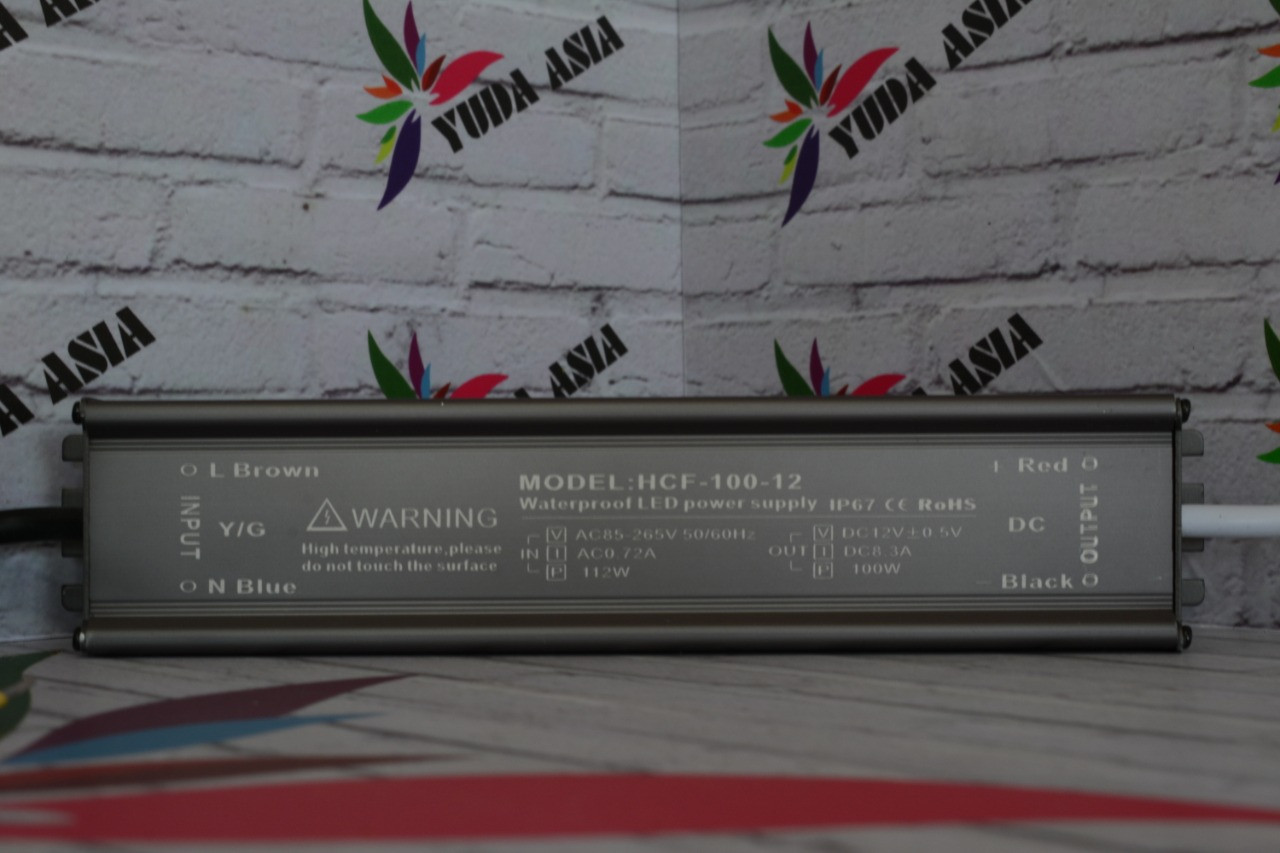 YUDA ASIA
YUDA ASIA
A ASIA
ASIA
ASIA
L Brown
INPUT
Y/G
N Blue
WARNING
High temperature,please
do not touch the surface
MODEL:HCF-100-12
Waterproof LED power supply IP67 CE RoHS
IN
V AC85-265V 50/60Hz
I AC0.72A
P 112W
OUT
V DC12V±0.5V
I DC8.3A
P 100W
+ Red
DC
OUTPUT
- Black